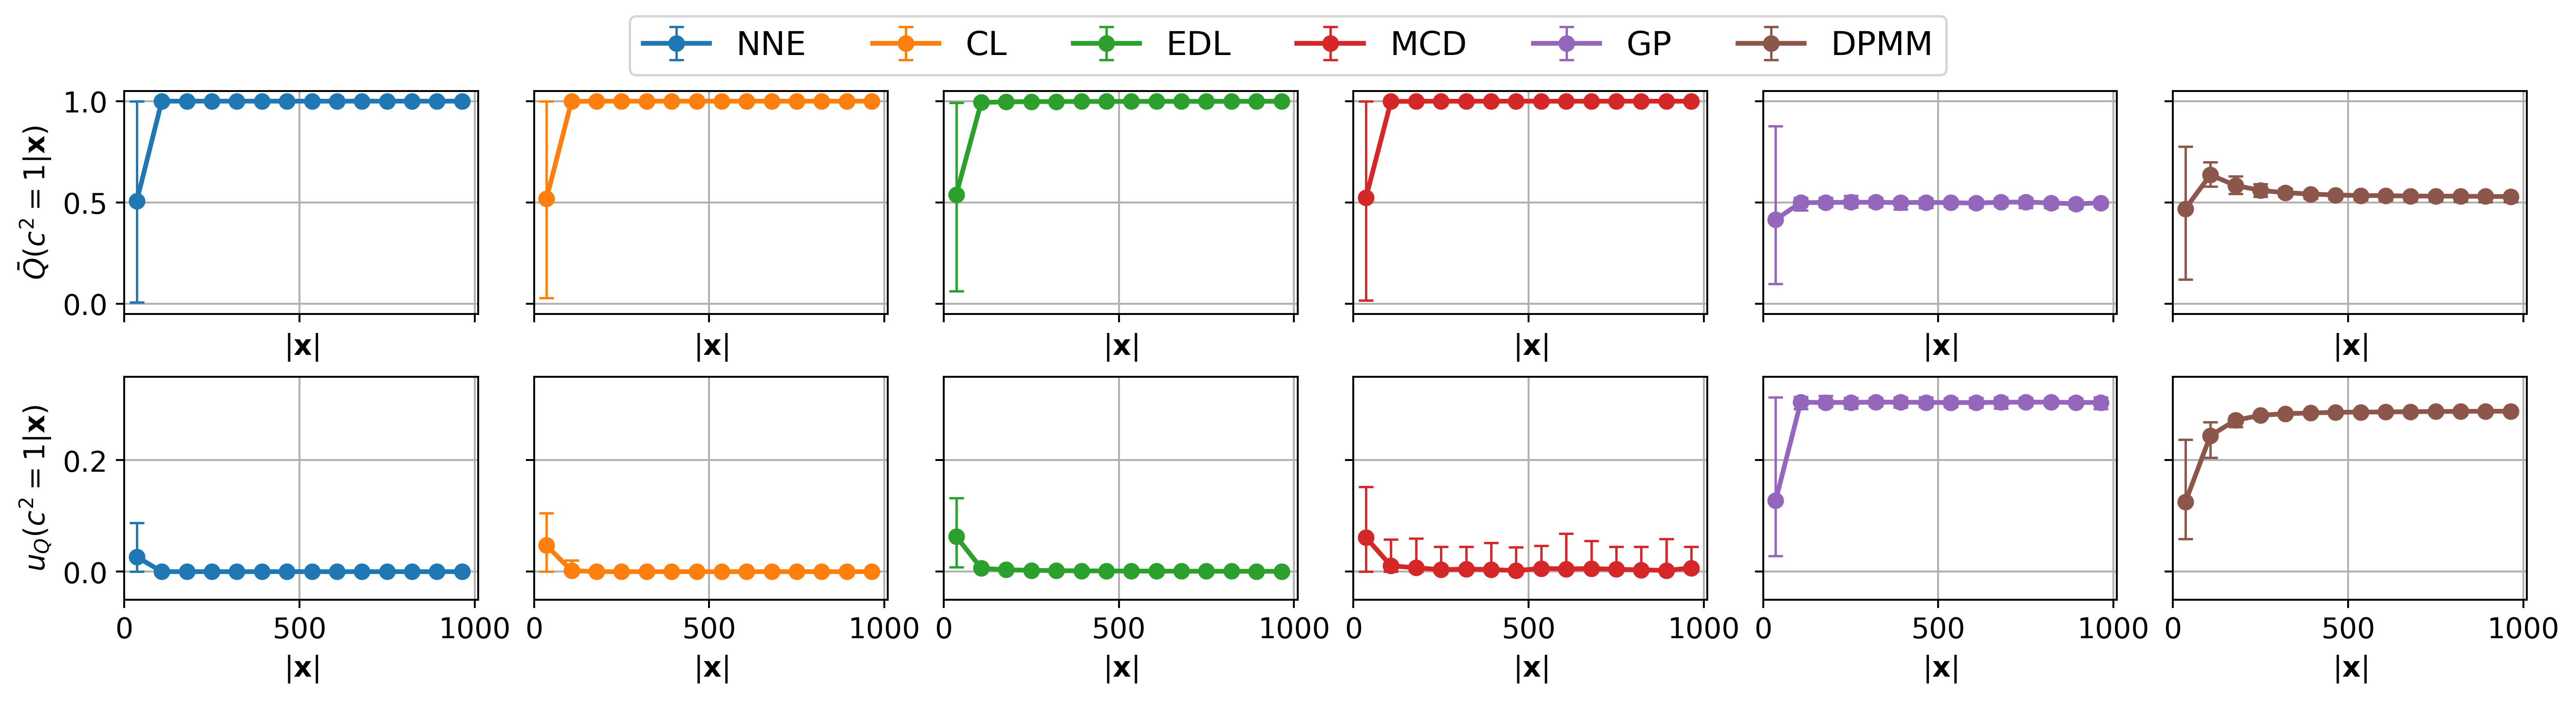 NNE CL EDL MCD GP DPMM
Q̄(c² = 1|x)
1.0
0.5
0.0
|x| |x| |x| |x| |x| |x|
u_Q(c² = 1|x)
0.2
0.0
0 500 1000 0 500 1000 0 500 1000 0 500 1000 0 500 1000 0 500 1000
|x| |x| |x| |x| |x| |x|